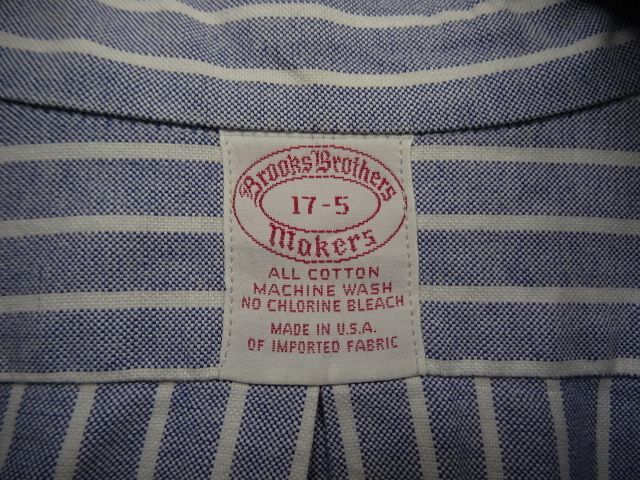 Brooks Brothers
17-5
Makers
ALL COTTON
MACHINE WASH
NO CHLORINE BLEACH
MADE IN U.S.A.
OF IMPORTED FABRIC